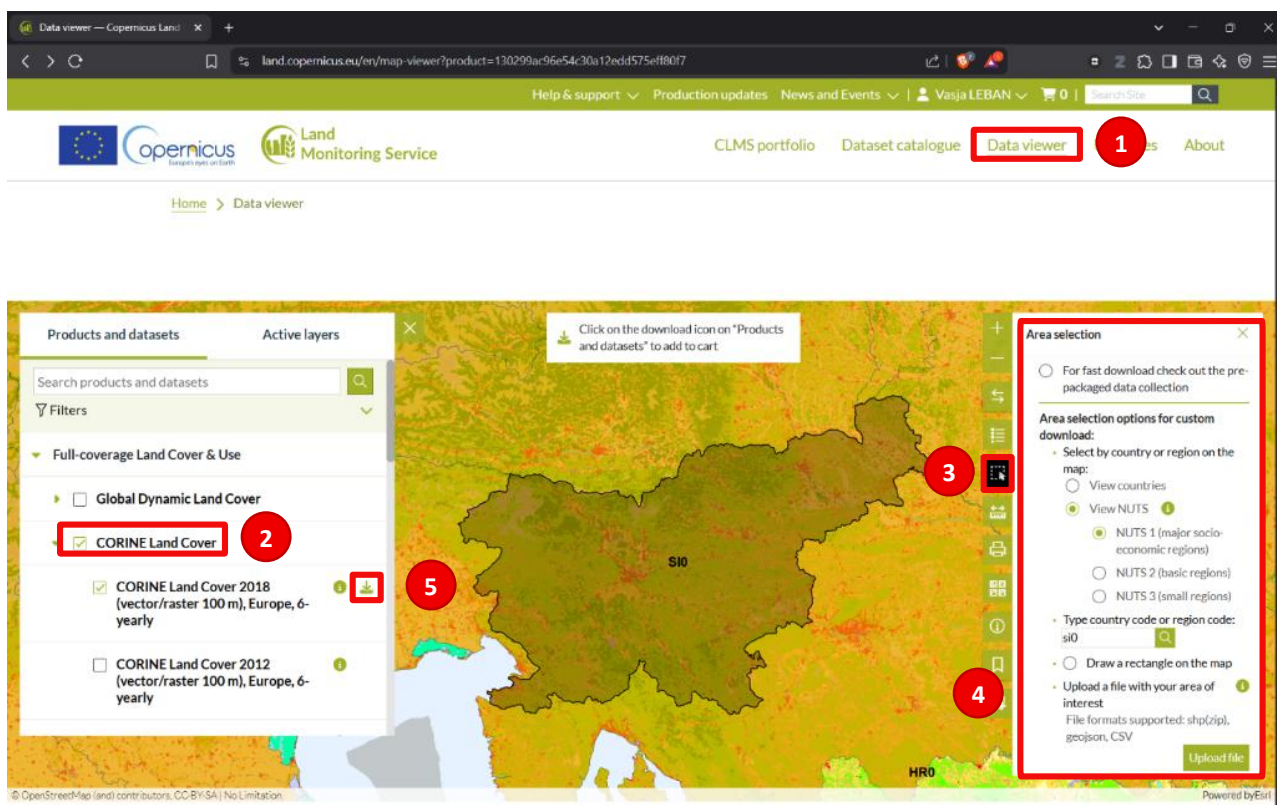 Data viewer — Copernicus Land
land.copernicus.eu/en/map-viewer?product=130299ac96e54c30a12edd575eff80f7
Help & support Production updates News and Events | Vasja LEBAN 0 | Search Site
opernicus
Europe's eyes on Earth
Land
Monitoring Service
CLMS portfolio Dataset catalogue Data viewer 1 es About
Home > Data viewer
Products and datasets Active layers
Search products and datasets
Filters
Full-coverage Land Cover & Use
Global Dynamic Land Cover
CORINE Land Cover 2
CORINE Land Cover 2018
(vector/raster 100 m), Europe, 6-
yearly
5
CORINE Land Cover 2012
(vector/raster 100 m), Europe, 6-
yearly
Click on the download icon on "Products
and datasets" to add to cart
SI0
HR0
3
4
Area selection
For fast download check out the pre-
packaged data collection
Area selection options for custom
download:
Select by country or region on the
map:
View countries
View NUTS
NUTS 1 (major socio-
economic regions)
NUTS 2 (basic regions)
NUTS 3 (small regions)
Type country code or region code:
si0
Draw a rectangle on the map
Upload a file with your area of
interest
File formats supported: shp(zip),
geojson, CSV
Upload file
© OpenStreetMap (and) contributors, CC-BY-SA | No Limitation
Powered by Esri